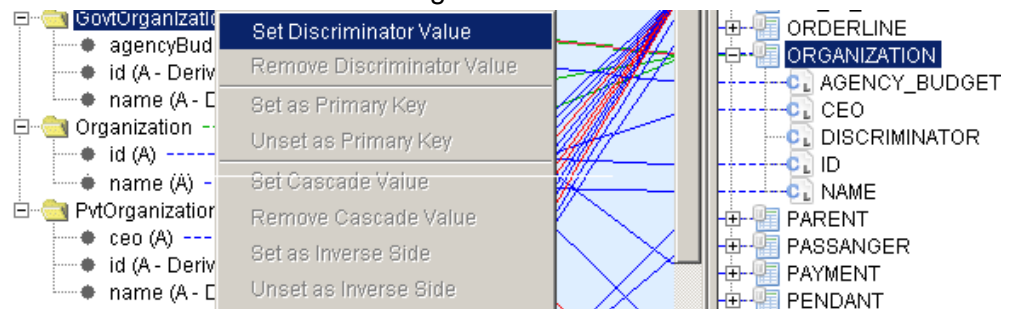 GovtOrganizatio
agencyBud
id (A - Deriv
name (A - D
Organization
id (A)
name (A)
PvtOrganization
ceo (A)
id (A - Deriv
name (A - D
Set Discriminator Value
Remove Discriminator Value
Set as Primary Key
Unset as Primary Key
Set Cascade Value
Remove Cascade Value
Set as Inverse Side
Unset as Inverse Side
ORDERLINE
ORGANIZATION
AGENCY_BUDGET
CEO
DISCRIMINATOR
ID
NAME
PARENT
PASSANGER
PAYMENT
PENDANT